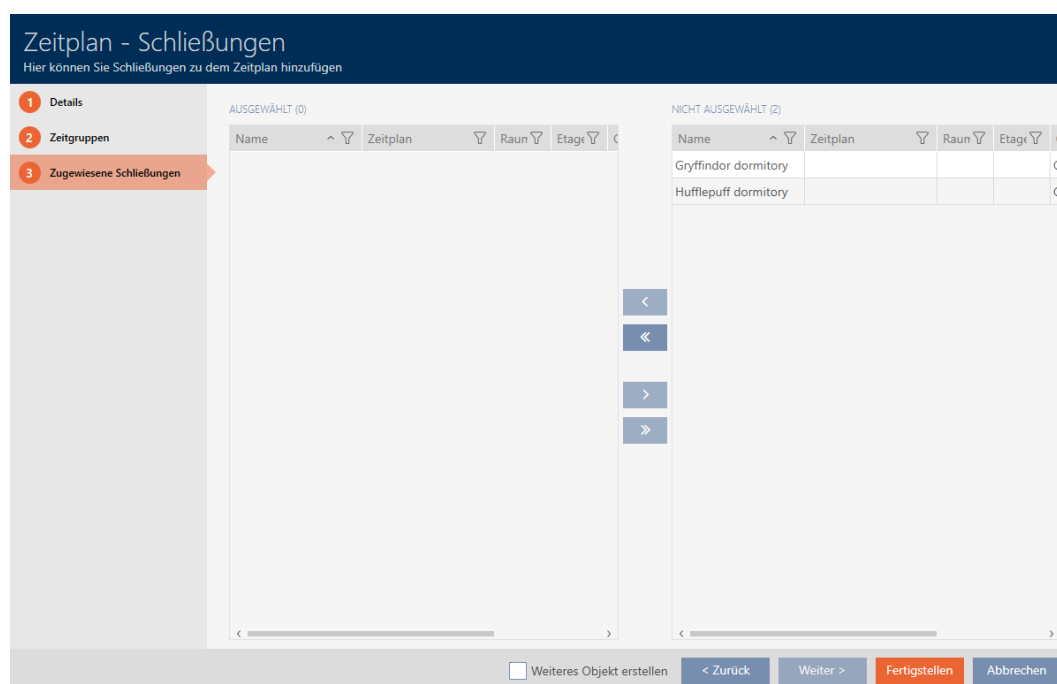 Zeitplan - Schließungen
Hier können Sie Schließungen zu dem Zeitplan hinzufügen
1 Details
2 Zeitgruppen
3 Zugewiesene Schließungen
AUSGEWÄHLT (0)
Name Zeitplan Raum Etage
NICHT AUSGEWÄHLT (2)
Name Zeitplan Raum Etage
Gryffindor dormitory
Hufflepuff dormitory
Weiteres Objekt erstellen
< Zurück
Weiter >
Fertigstellen
Abbrechen